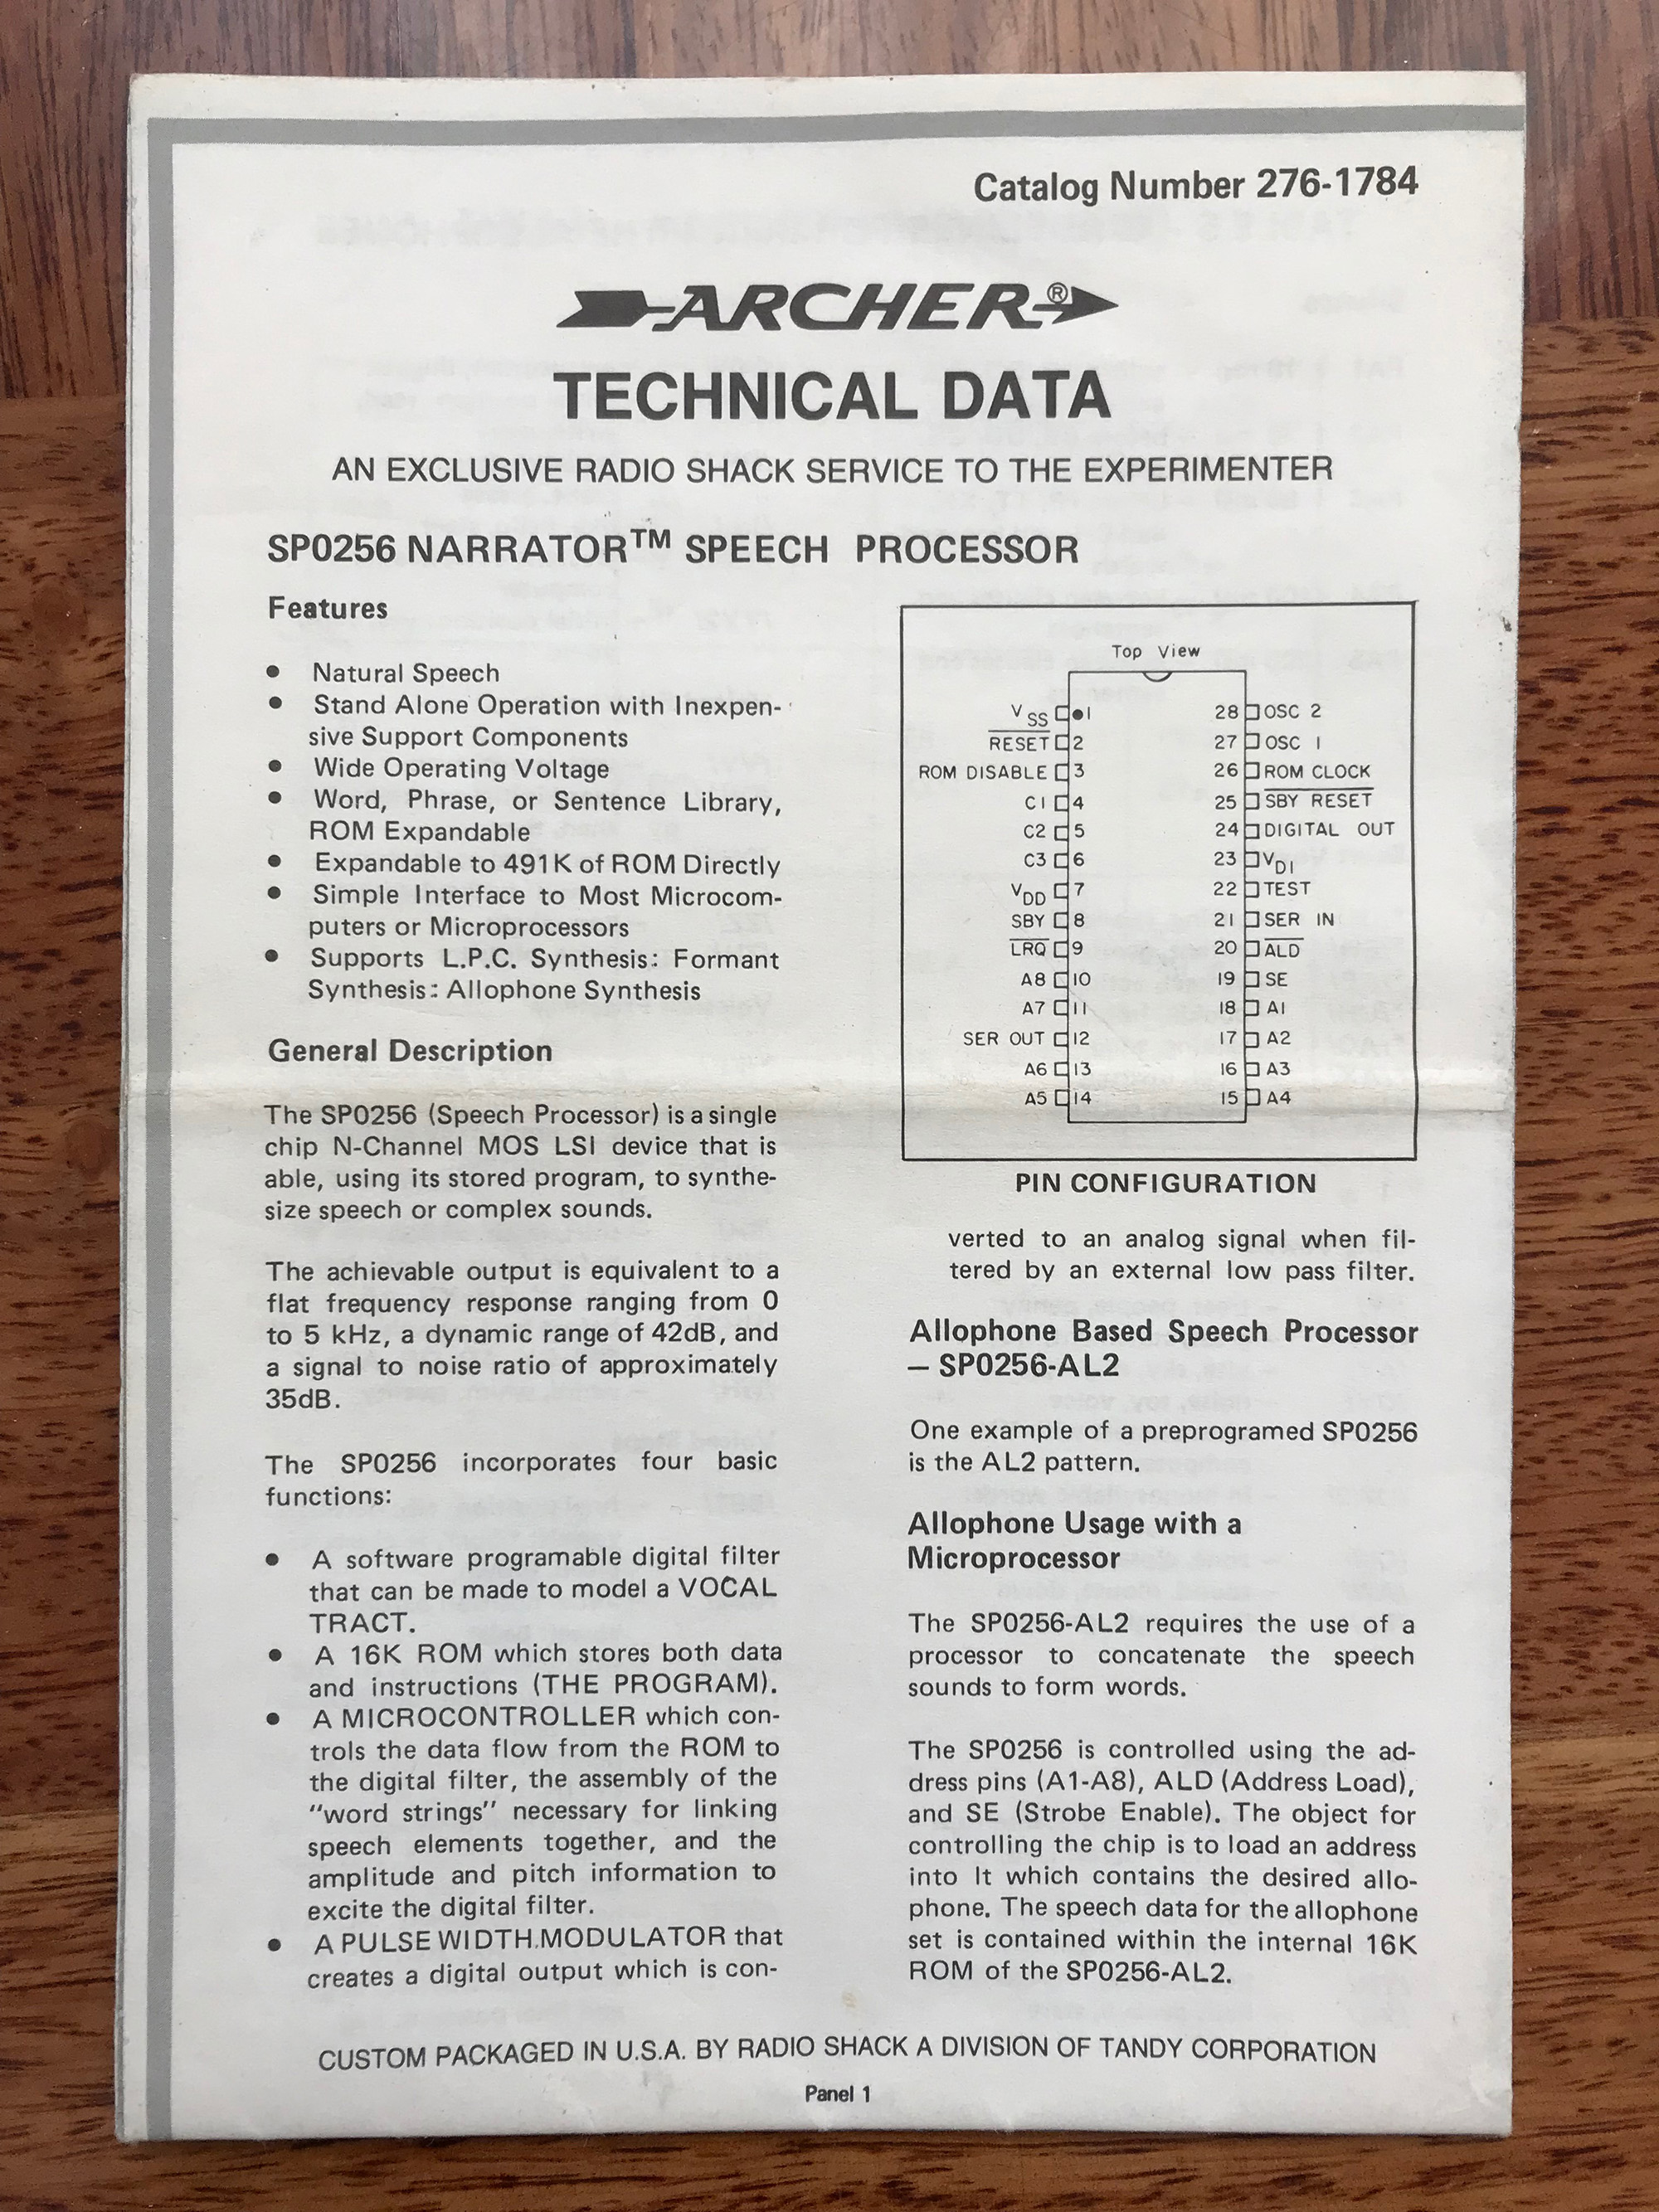 Catalog Number 276-1784
ARCHER®
TECHNICAL DATA
AN EXCLUSIVE RADIO SHACK SERVICE TO THE EXPERIMENTER
SP0256 NARRATOR™ SPEECH PROCESSOR
Features
• Natural Speech
• Stand Alone Operation with Inexpen-
sive Support Components
• Wide Operating Voltage
• Word, Phrase, or Sentence Library,
ROM Expandable
• Expandable to 491K of ROM Directly
• Simple Interface to Most Microcom-
puters or Microprocessors
• Supports L.P.C. Synthesis: Formant
Synthesis: Allophone Synthesis
General Description
The SP0256 (Speech Processor) is a single
chip N-Channel MOS LSI device that is
able, using its stored program, to synthe-
size speech or complex sounds.
The achievable output is equivalent to a
flat frequency response ranging from 0
to 5 kHz, a dynamic range of 42dB, and
a signal to noise ratio of approximately
35dB.
The SP0256 incorporates four basic
functions:
• A software programable digital filter
that can be made to model a VOCAL
TRACT.
• A 16K ROM which stores both data
and instructions (THE PROGRAM).
• A MICROCONTROLLER which con-
trols the data flow from the ROM to
the digital filter, the assembly of the
"word strings" necessary for linking
speech elements together, and the
amplitude and pitch information to
excite the digital filter.
• A PULSE WIDTH MODULATOR that
creates a digital output which is con-
Top View
VSS 1 28 OSC 2
RESET 2 27 OSC 1
ROM DISABLE 3 26 ROM CLOCK
C1 4 25 SBY RESET
C2 5 24 DIGITAL OUT
C3 6 23 VDI
VDD 7 22 TEST
SBY 8 21 SER IN
LRQ 9 20 ALD
A8 10 19 SE
A7 11 18 A1
SER OUT 12 17 A2
A6 13 16 A3
A5 14 15 A4
PIN CONFIGURATION
verted to an analog signal when fil-
tered by an external low pass filter.
Allophone Based Speech Processor
– SP0256-AL2
One example of a preprogramed SP0256
is the AL2 pattern.
Allophone Usage with a
Microprocessor
The SP0256-AL2 requires the use of a
processor to concatenate the speech
sounds to form words.
The SP0256 is controlled using the ad-
dress pins (A1-A8), ALD (Address Load),
and SE (Strobe Enable). The object for
controlling the chip is to load an address
into It which contains the desired allo-
phone. The speech data for the allophone
set is contained within the internal 16K
ROM of the SP0256-AL2.
CUSTOM PACKAGED IN U.S.A. BY RADIO SHACK A DIVISION OF TANDY CORPORATION
Panel 1